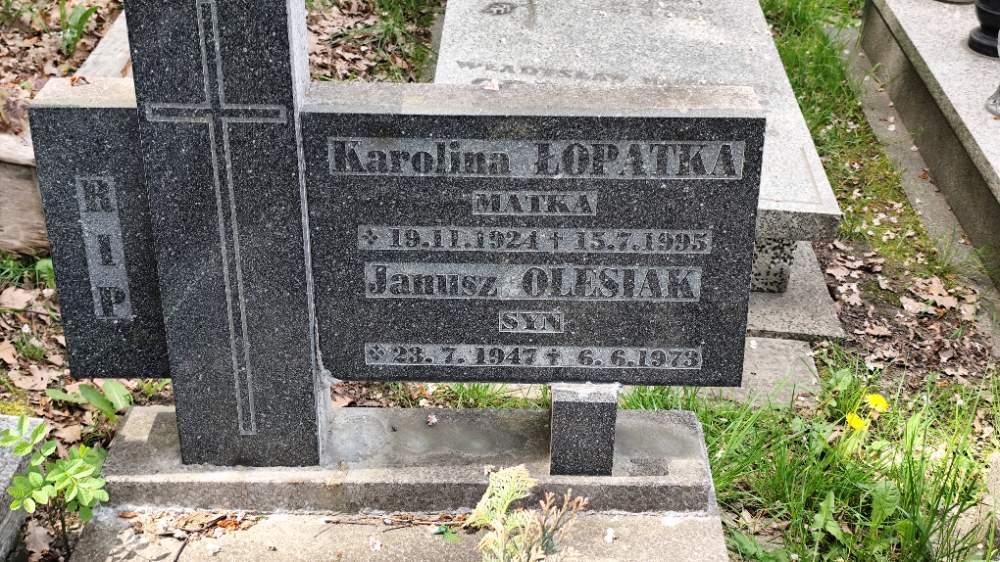 R
I
P
Karolina ŁOPATKA
MATKA
* 19.11.1924 † 15.7.1995
Janusz OLESIAK
SYN
* 23.7.1947 † 6.6.1973